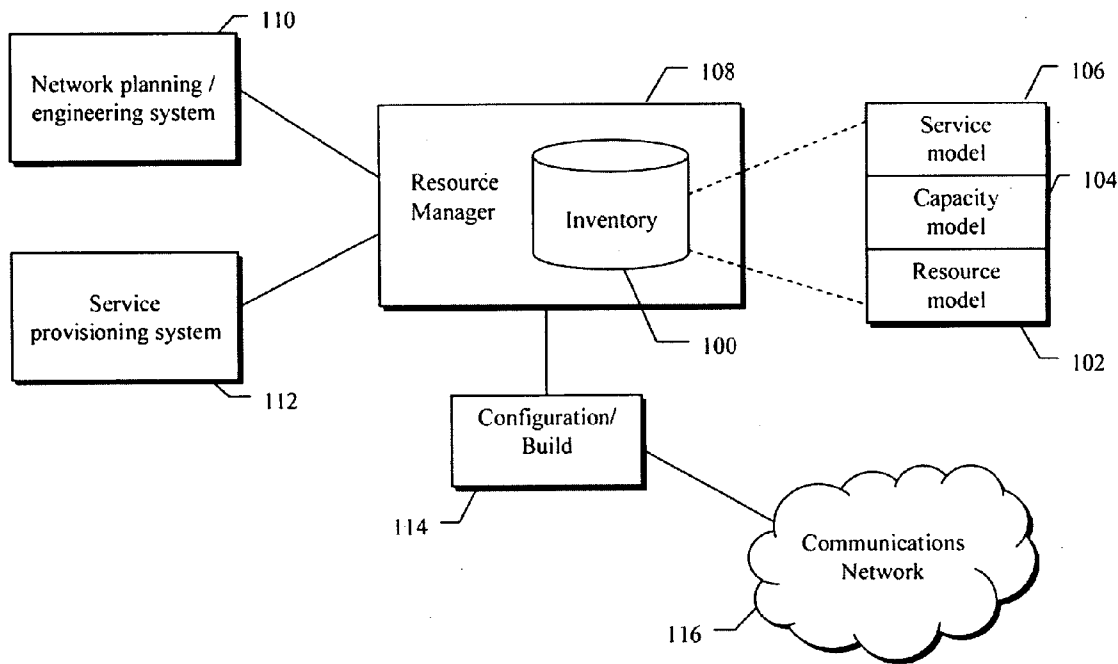 110
Network planning /
engineering system
108
Resource
Manager
Inventory
106
Service
model
104
Capacity
model
Resource
model
102
100
Service
provisioning system
112
Configuration/
Build
114
Communications
Network
116